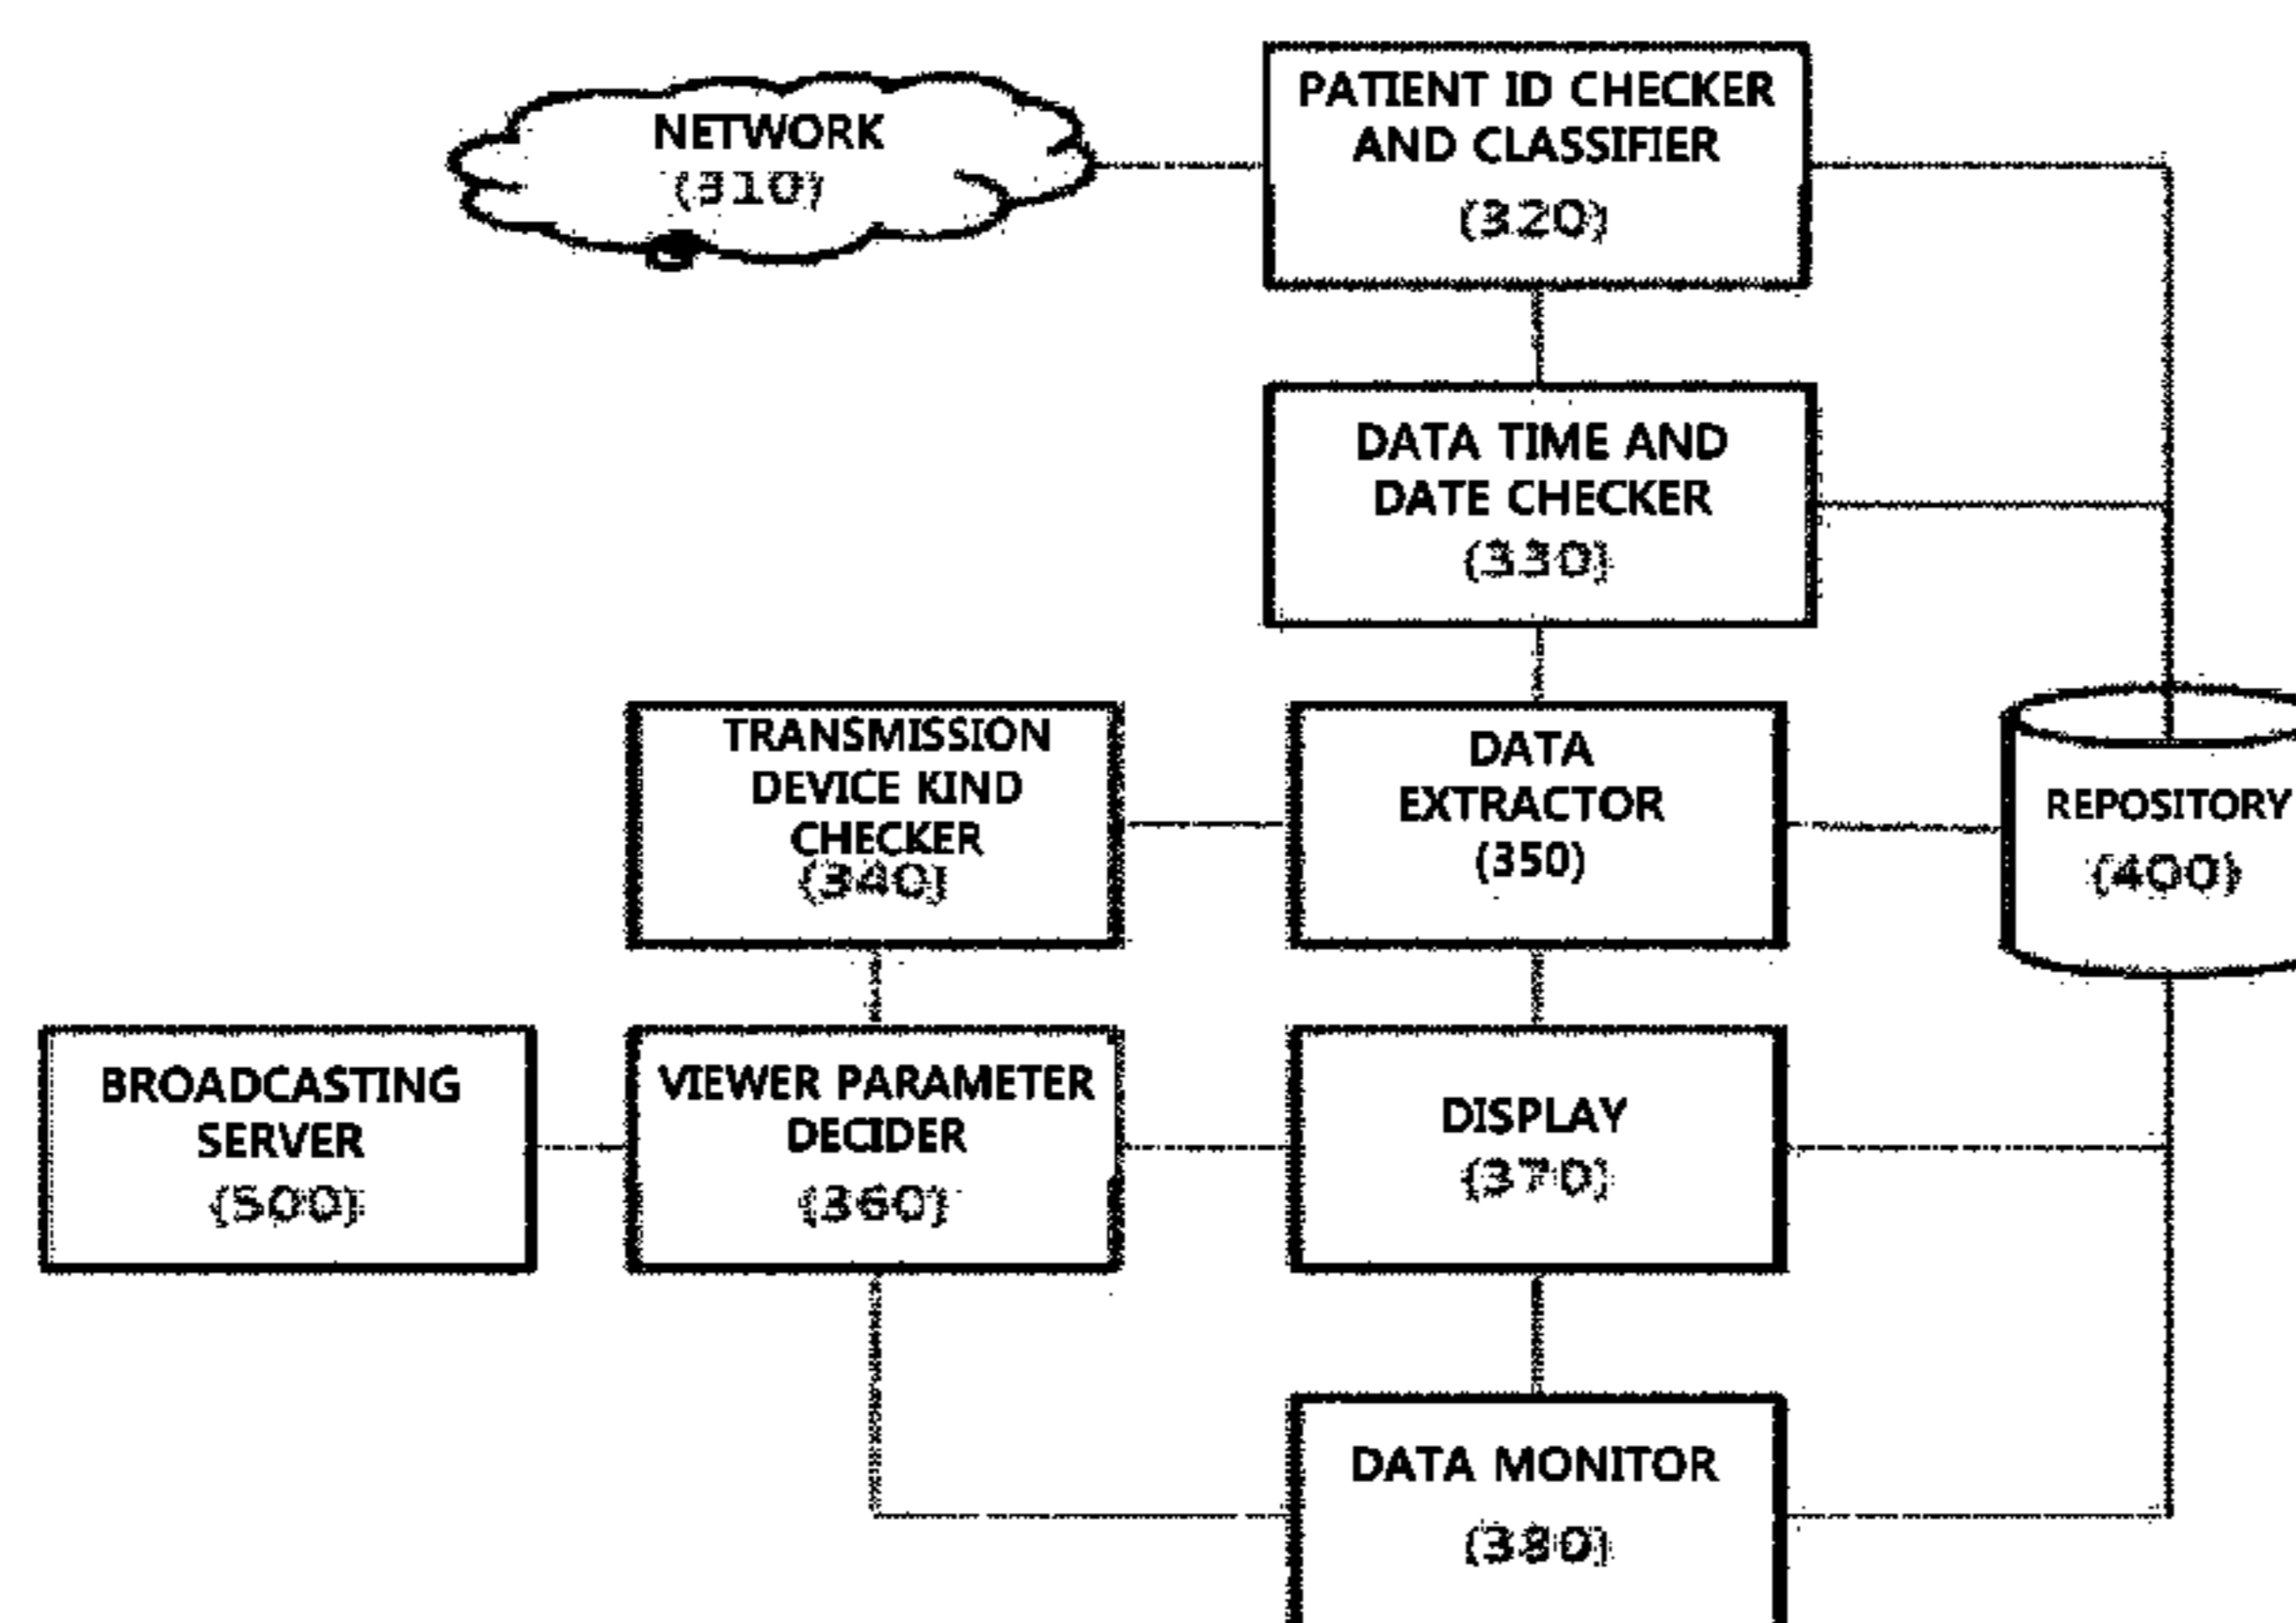 NETWORK
(310)
PATIENT ID CHECKER
AND CLASSIFIER
(320)
DATA TIME AND
DATE CHECKER
(330)
TRANSMISSION
DEVICE KIND
CHECKER
(340)
DATA
EXTRACTOR
(350)
REPOSITORY
(400)
BROADCASTING
SERVER
(500)
VIEWER PARAMETER
DECIDER
(360)
DISPLAY
(370)
DATA MONITOR
(380)